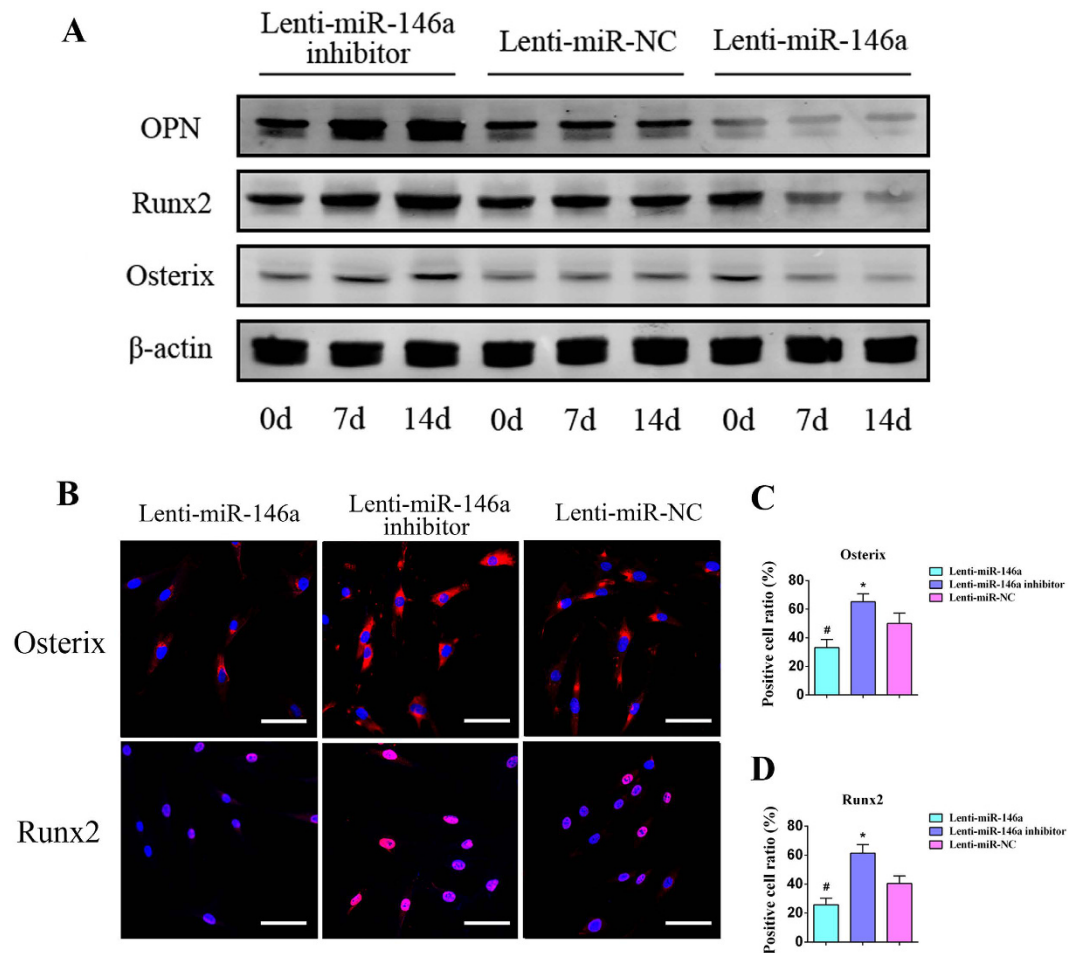 A
Lenti-miR-146a
inhibitor
Lenti-miR-NC
Lenti-miR-146a
OPN
Runx2
Osterix
β-actin
0d 7d 14d 0d 7d 14d 0d 7d 14d
B
Lenti-miR-146a
Lenti-miR-146a
inhibitor
Lenti-miR-NC
Osterix
Runx2
C
Osterix
Positive cell ratio (%)
80
60
40
20
0
#
*
Lenti-miR-146a
Lenti-miR-146a inhibitor
Lenti-miR-NC
D
Runx2
Positive cell ratio (%)
80
60
40
20
0
#
*
Lenti-miR-146a
Lenti-miR-146a inhibitor
Lenti-miR-NC